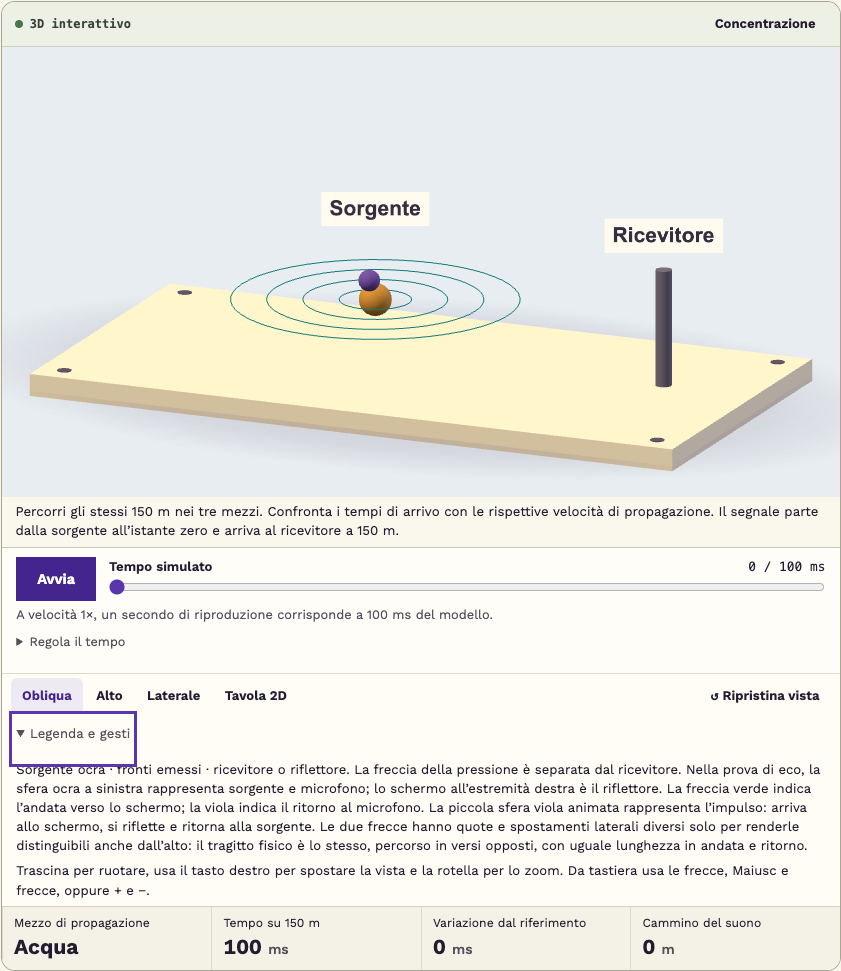 3D interattivo
Concentrazione
Sorgente
Ricevitore
Percorri gli stessi 150 m nei tre mezzi. Confronta i tempi di arrivo con le rispettive velocità di propagazione. Il segnale parte
dalla sorgente all’istante zero e arriva al ricevitore a 150 m.
Avvia
Tempo simulato
0 / 100 ms
A velocità 1×, un secondo di riproduzione corrisponde a 100 ms del modello.
▶ Regola il tempo
Obliqua
Alto
Laterale
Tavola 2D
↺ Ripristina vista
▼ Legenda e gesti
Sorgente ocra · fronti emessi · ricevitore o riflettore. La freccia della pressione è separata dal ricevitore. Nella prova di eco, la
sfera ocra a sinistra rappresenta sorgente e microfono; lo schermo all’estremità destra è il riflettore. La freccia verde indica
l’andata verso lo schermo; la viola indica il ritorno al microfono. La piccola sfera viola animata rappresenta l’impulso: arriva
allo schermo, si riflette e ritorna alla sorgente. Le due frecce hanno quote e spostamenti laterali diversi solo per renderle
distinguibili anche dall’alto: il tragitto fisico è lo stesso, percorso in versi opposti, con uguale lunghezza in andata e ritorno.
Trascina per ruotare, usa il tasto destro per spostare la vista e la rotella per lo zoom. Da tastiera usa le frecce, Maiusc e
frecce, oppure + e −.
Mezzo di propagazione
Acqua
Tempo su 150 m
100 ms
Variazione dal riferimento
0 ms
Cammino del suono
0 m